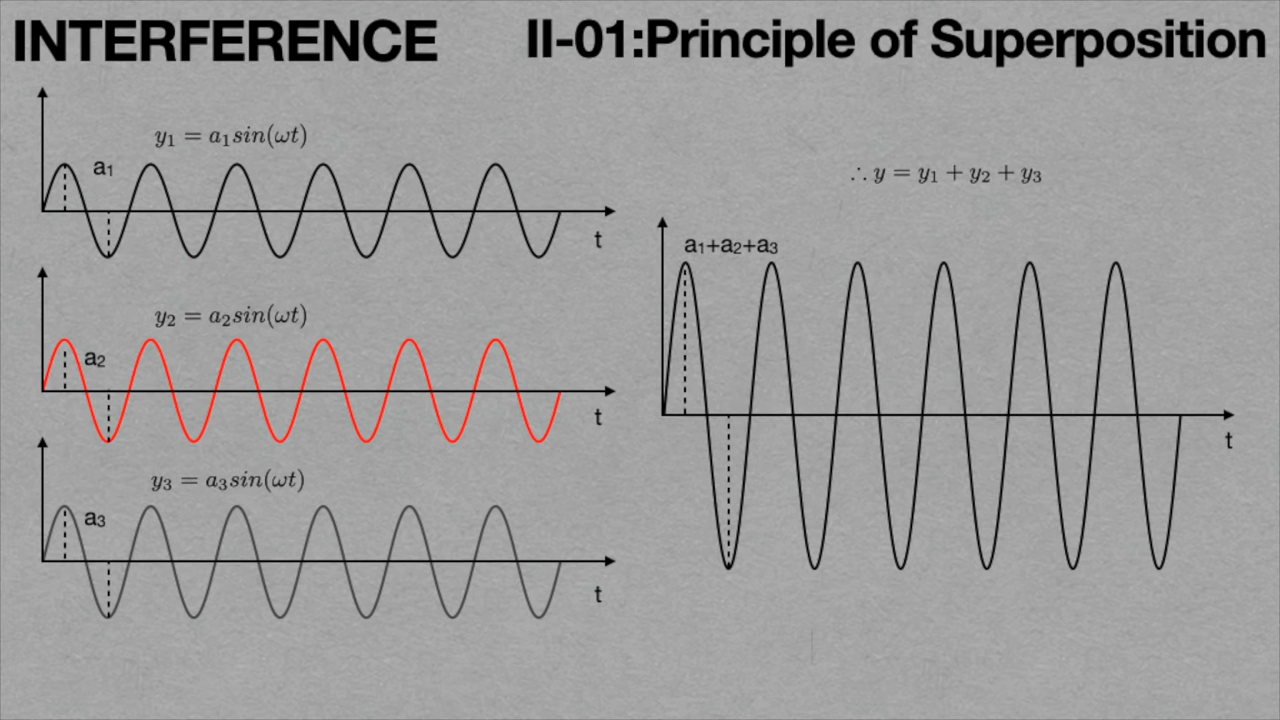 INTERFERENCE
II-01:Principle of Superposition
y₁ = a₁sin(ωt)
a₁
t
y₂ = a₂sin(ωt)
a₂
t
y₃ = a₃sin(ωt)
a₃
t
∴ y = y₁ + y₂ + y₃
a₁+a₂+a₃
t